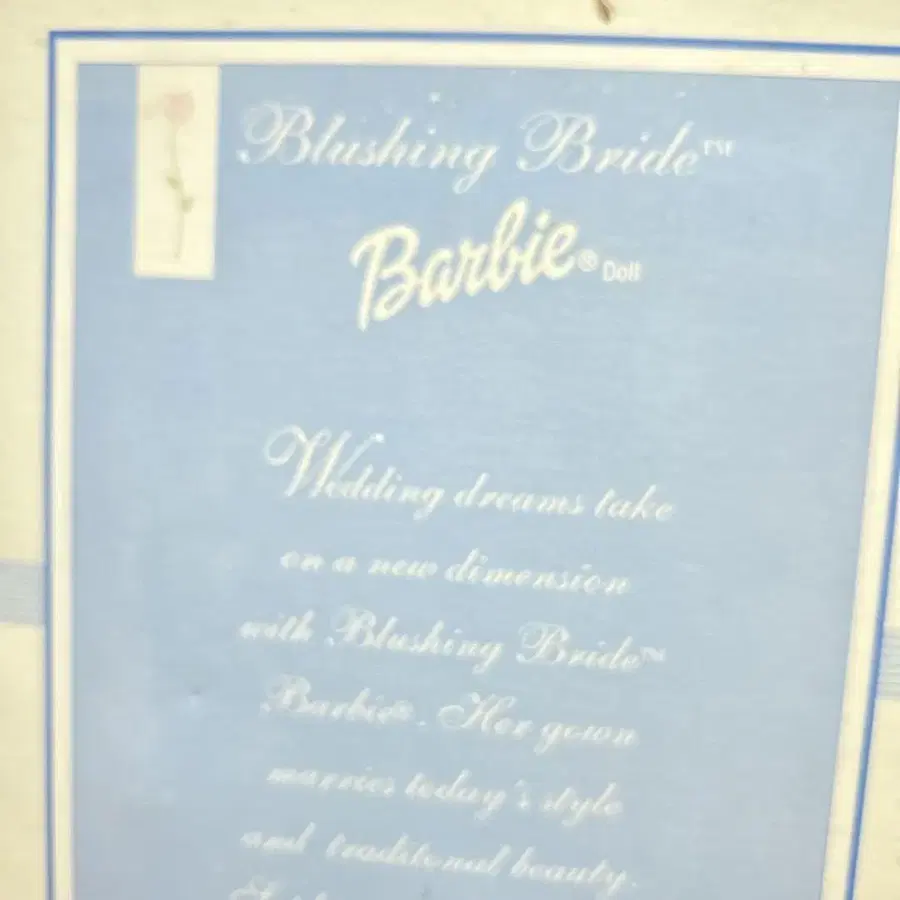 Blushing Bride™
Barbie® Doll
Wedding dreams take
on a new dimension
with Blushing Bride™
Barbie®. Her gown
marries today's style
and traditional beauty.